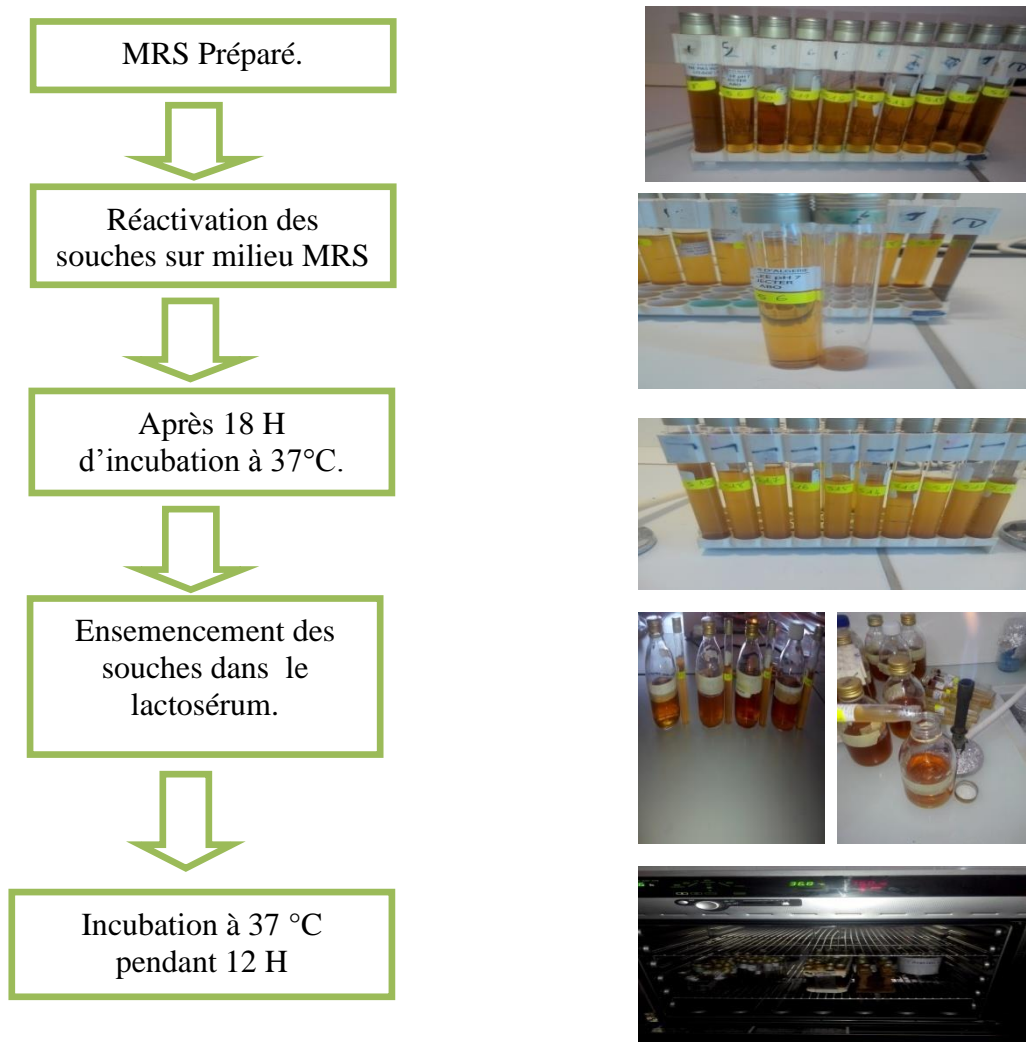 MRS Préparé.
Réactivation des
souches sur milieu MRS
Après 18 H
d’incubation à 37°C.
Ensemencement des
souches dans le
lactosérum.
Incubation à 37 °C
pendant 12 H